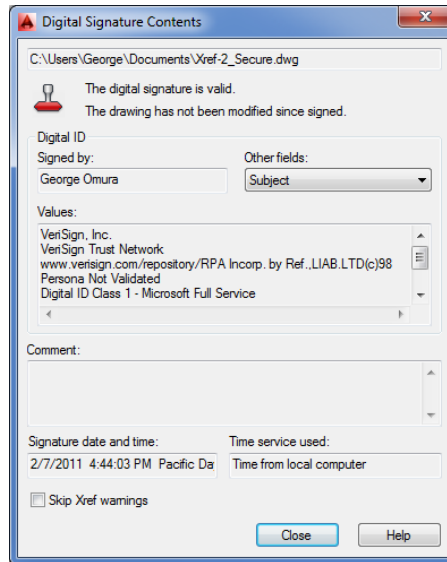 Digital Signature Contents
C:\Users\George\Documents\Xref-2_Secure.dwg
The digital signature is valid.
The drawing has not been modified since signed.
Digital ID
Signed by:
Other fields:
George Omura
Subject
Values:
VeriSign, Inc.
VeriSign Trust Network
www.verisign.com/repository/RPA Incorp. by Ref.,LIAB.LTD(c)98
Persona Not Validated
Digital ID Class 1 - Microsoft Full Service
Comment:
Signature date and time:
Time service used:
2/7/2011 4:44:03 PM Pacific Da
Time from local computer
Skip Xref warnings
Close
Help